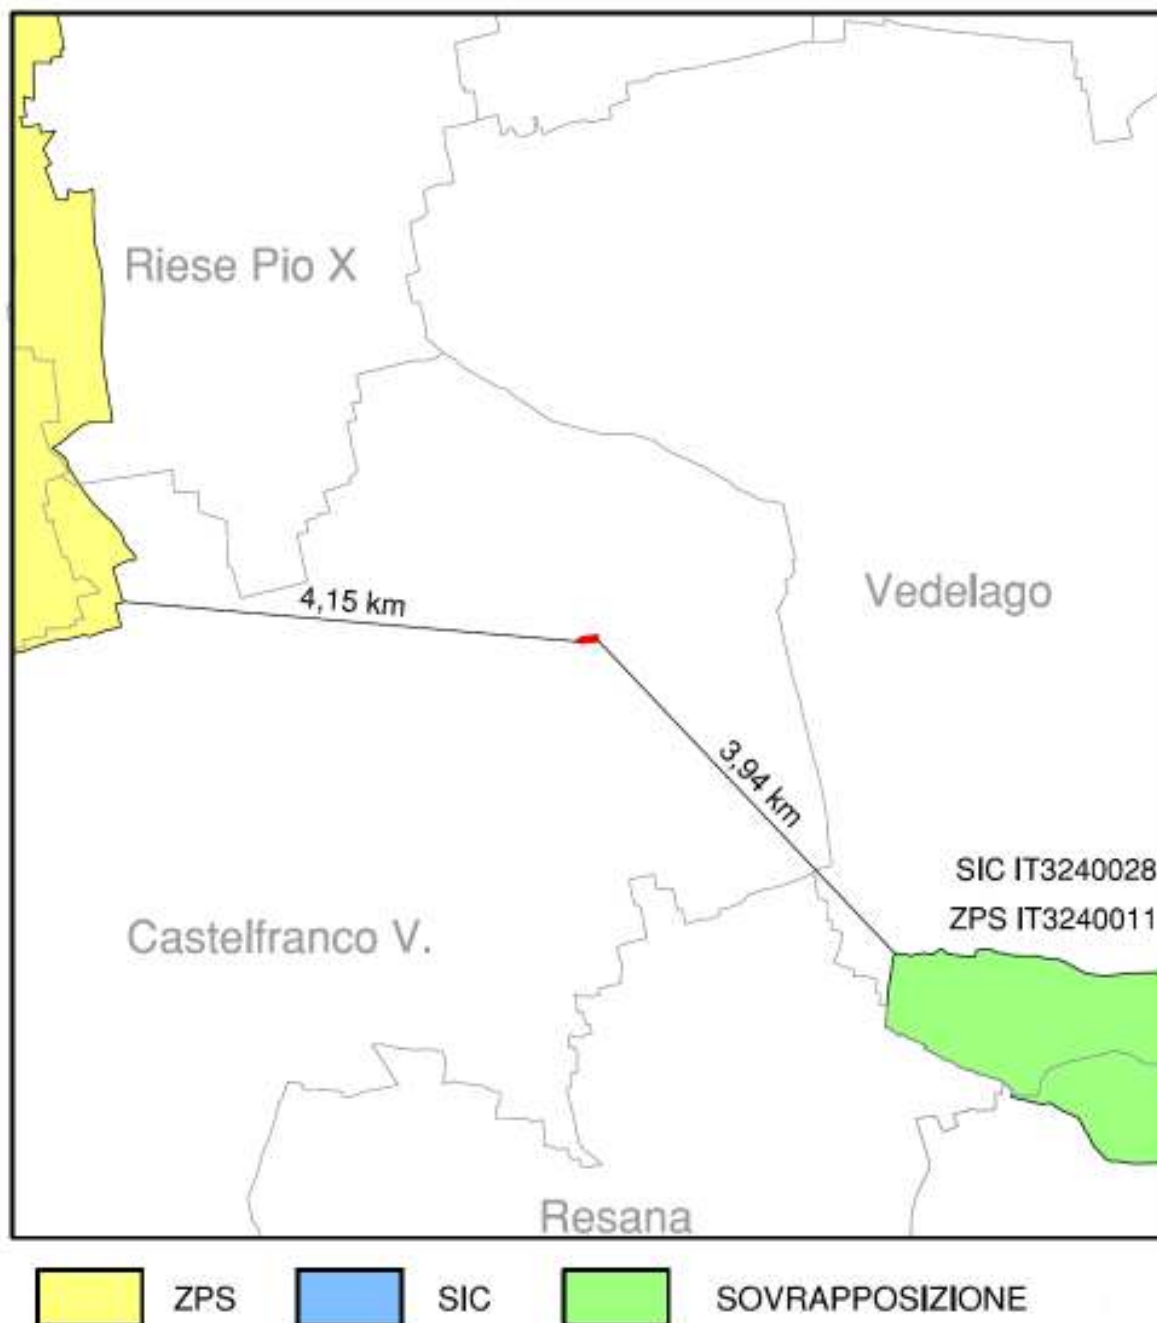 Riese Pio X
Vedelago
4,15 km
3,94 km
SIC IT3240028
ZPS IT3240011
Castelfranco V.
Resana
ZPS
SIC
SOVRAPPOSIZIONE